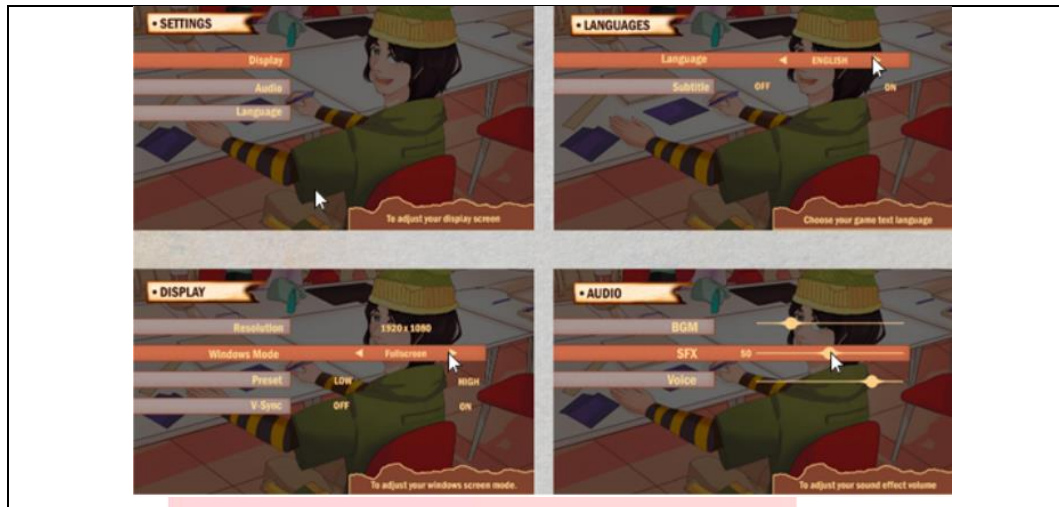 • SETTINGS
Display
Audio
Language
To adjust your display screen
• LANGUAGES
Language ENGLISH
Subtitle OFF ON
Choose your game text language
• DISPLAY
Resolution 1920 x 1080
Windows Mode Fullscreen
Preset LOW HIGH
V-Sync OFF ON
To adjust your windows screen mode.
• AUDIO
BGM
SFX 50
Voice
To adjust your sound effect volume